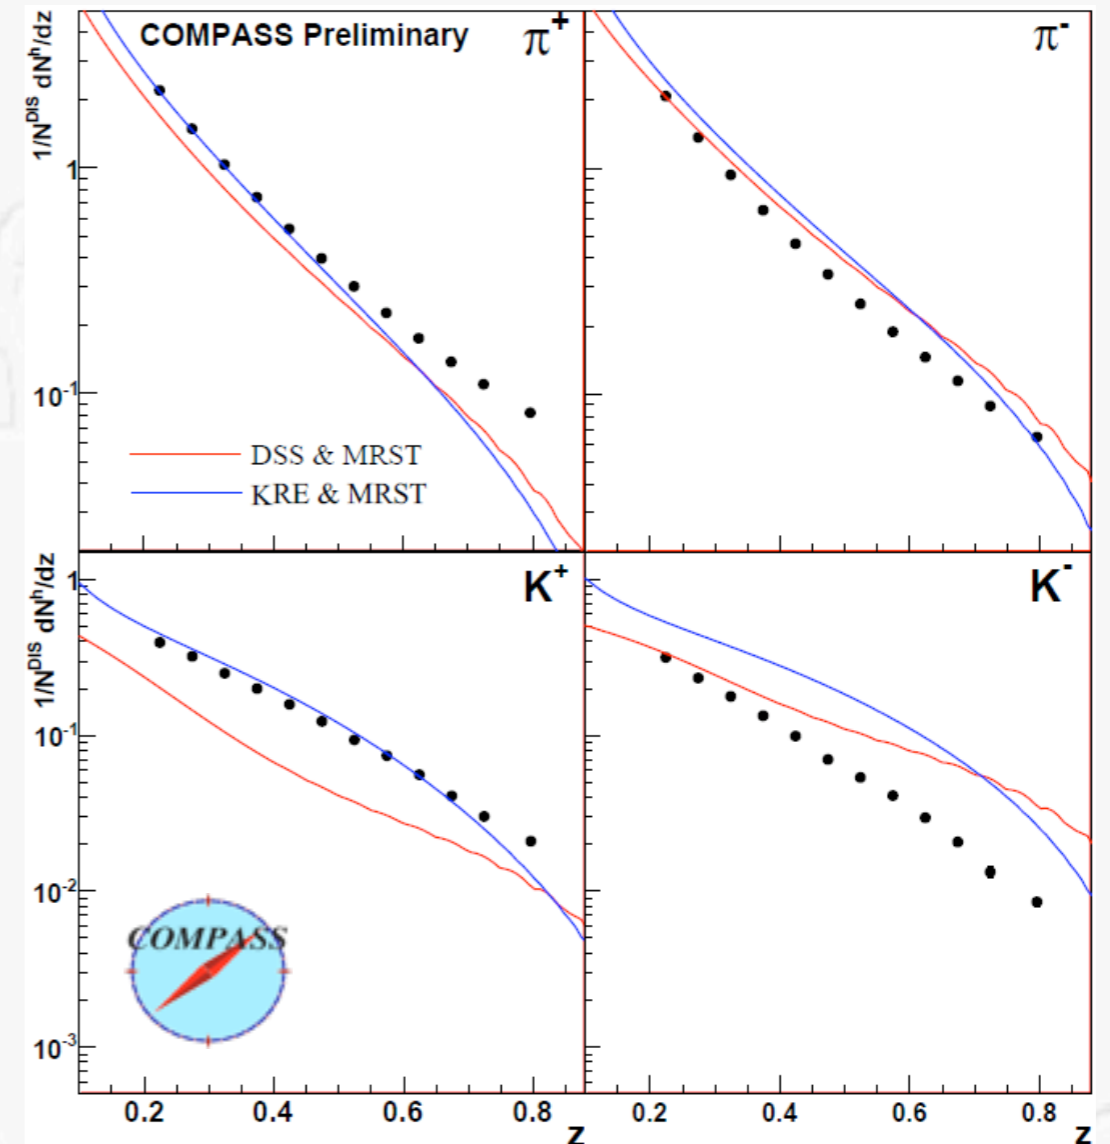 COMPASS Preliminary
π+
π-
1/N^DIS dN^h/dz
1
10^-1
DSS & MRST
KRE & MRST
K+
K-
1/N^DIS dN^h/dz
1
10^-1
10^-2
10^-3
COMPASS
0.2 0.4 0.6 0.8
z
0.2 0.4 0.6 0.8
z